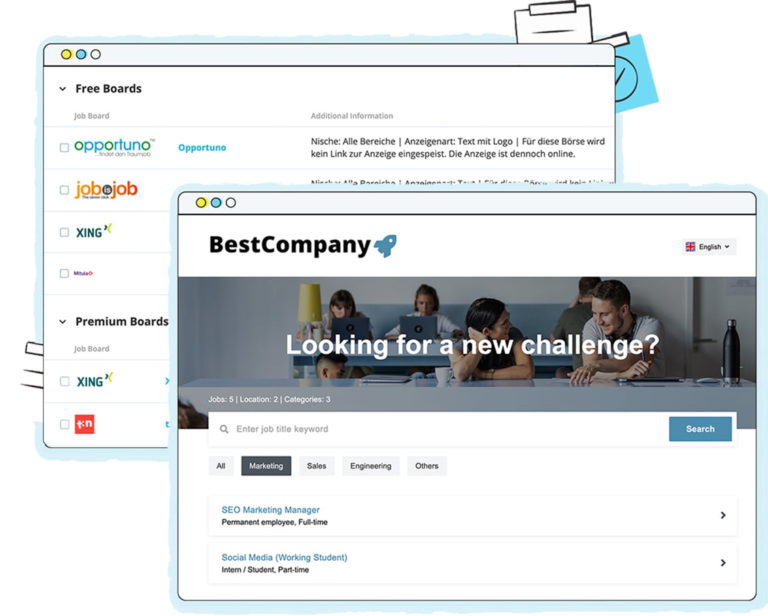 Free Boards
Job Board
Additional Information
opportuno™
findet den Traumjob
Opportuno
Nische: Alle Bereiche | Anzeigenart: Text mit Logo | Für diese Börse wird
kein Link zur Anzeige eingespeist. Die Anzeige ist dennoch online.
jobisjob
The clever click
Nische: Alle Bereiche | Anzeigenart: Text | Für diese Börse wird kein Link
XING
Mitula
Premium Boards
Job Board
XING
t
BestCompany
English
Looking for a new challenge?
Jobs: 5 | Location: 2 | Categories: 3
Enter job title keyword
Search
All
Marketing
Sales
Engineering
Others
SEO Marketing Manager
Permanent employee, Full-time
Social Media (Working Student)
Intern / Student, Part-time